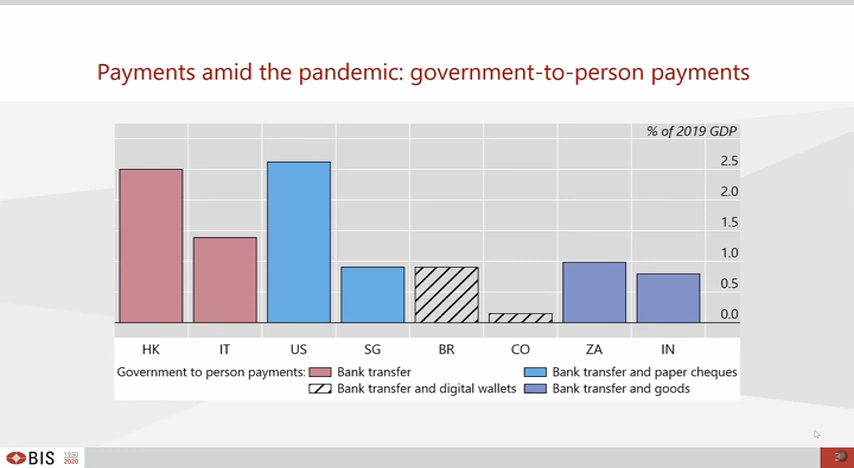 Payments amid the pandemic: government-to-person payments
% of 2019 GDP
2.5
2.0
1.5
1.0
0.5
0.0
HK IT US SG BR CO ZA IN
Government to person payments: Bank transfer Bank transfer and paper cheques
Bank transfer and digital wallets Bank transfer and goods
BIS 1930
2020
3